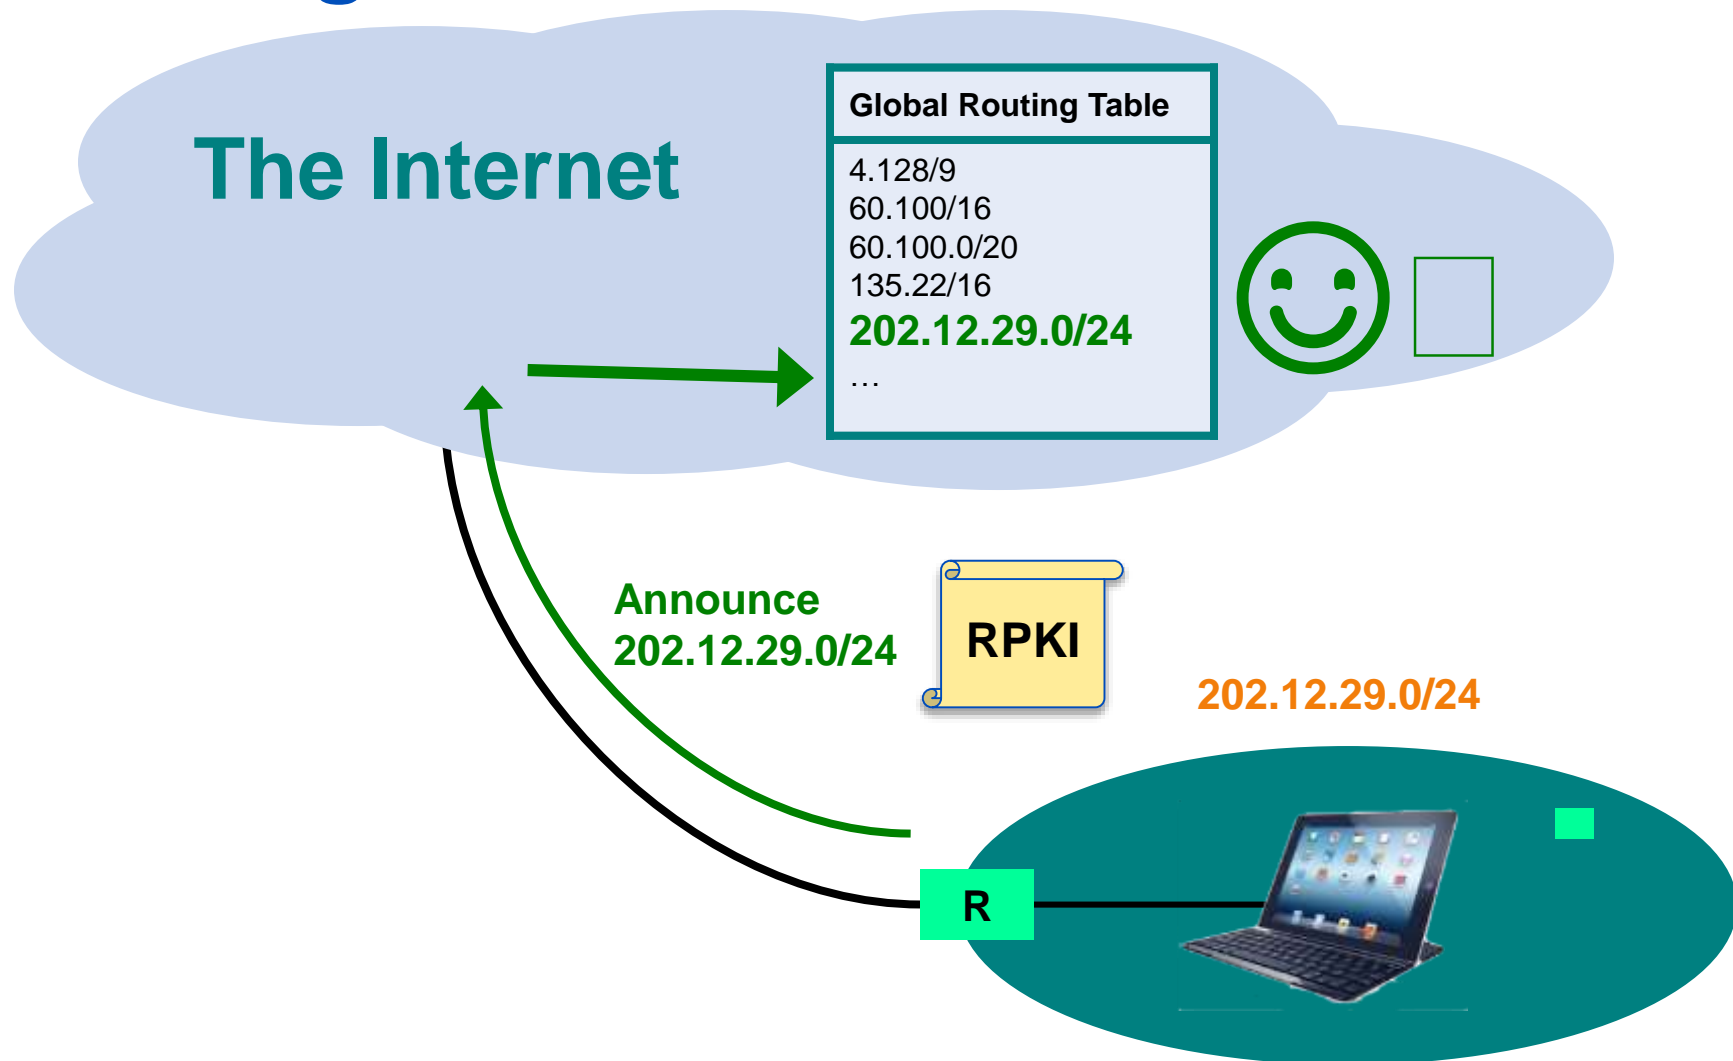 The Internet
Global Routing Table
4.128/9
60.100/16
60.100.0/20
135.22/16
202.12.29.0/24
…
Announce
202.12.29.0/24
RPKI
202.12.29.0/24
R